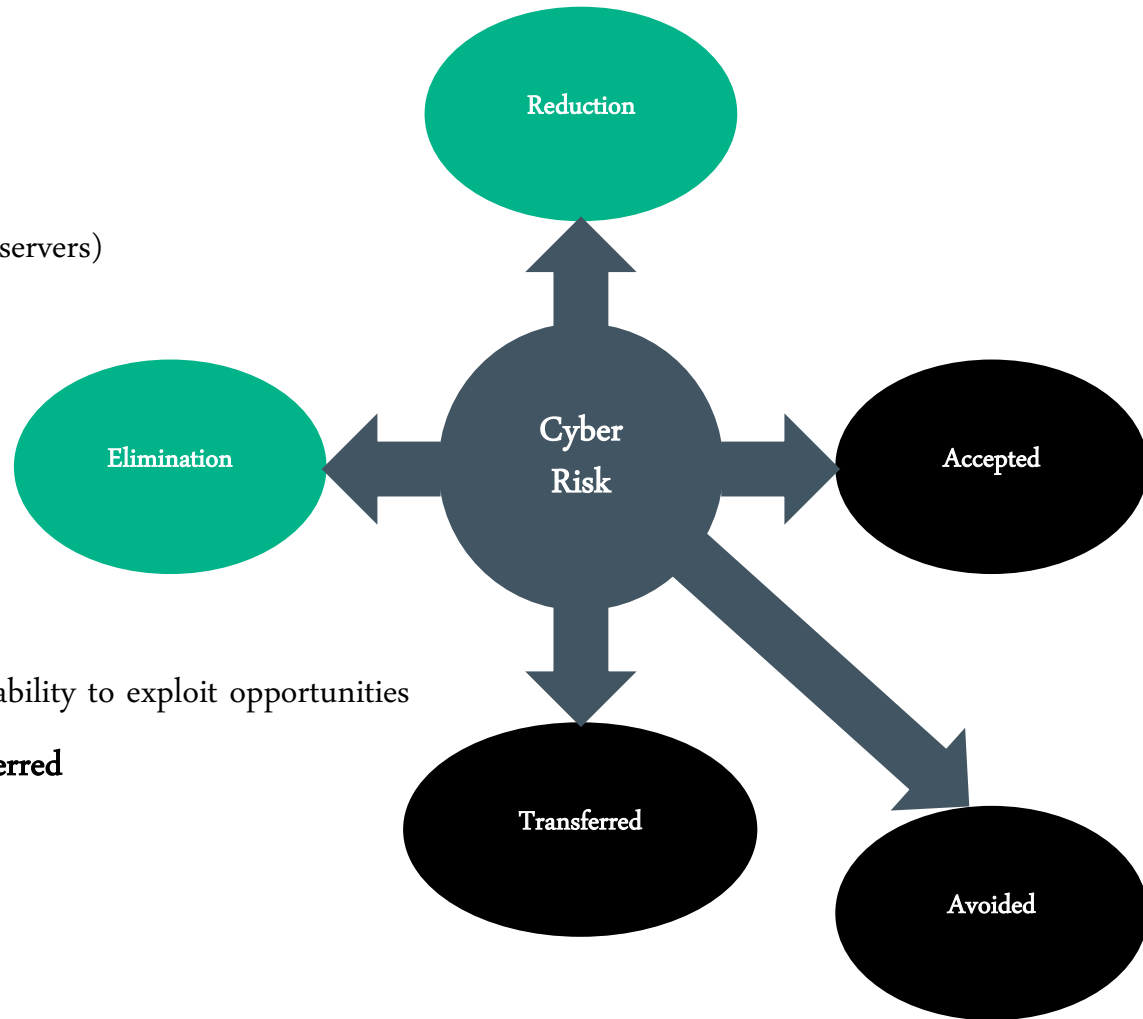 Reduction
servers)
Cyber
Risk
Elimination
Accepted
ability to exploit opportunities
erred
Transferred
Avoided